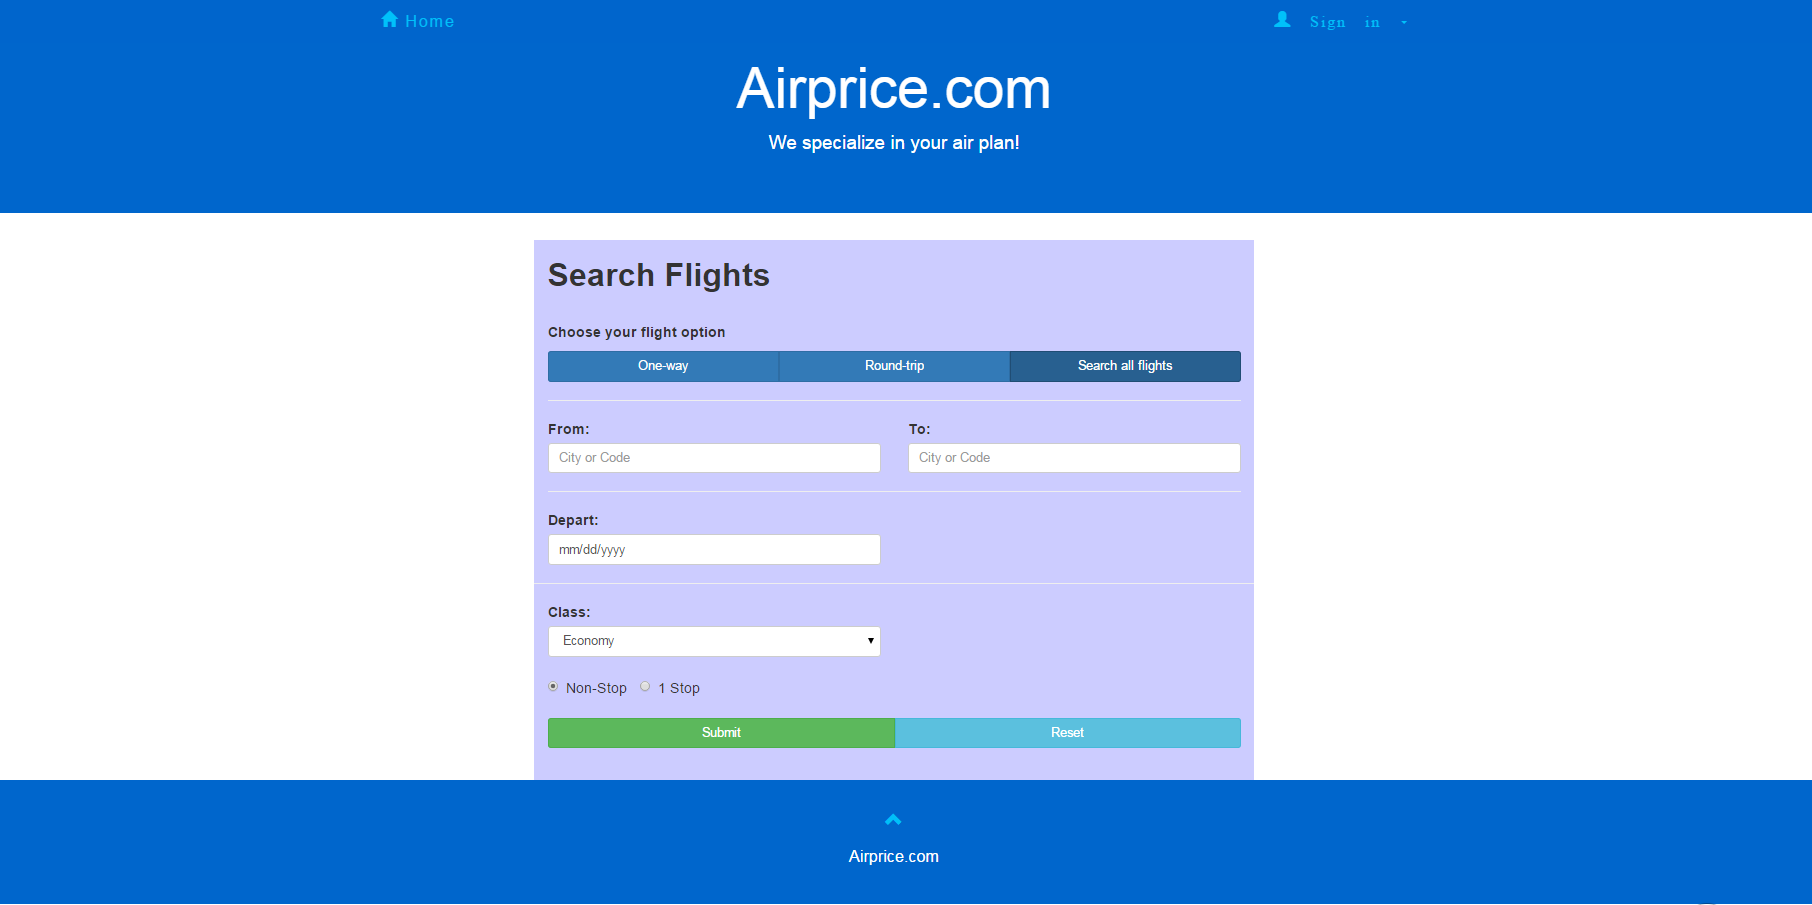 Home
Sign in
Airprice.com
We specialize in your air plan!
Search Flights
Choose your flight option
One-way Round-trip Search all flights
From: To:
City or Code City or Code
Depart:
mm/dd/yyyy
Class:
Economy
Non-Stop 1 Stop
Submit Reset
Airprice.com